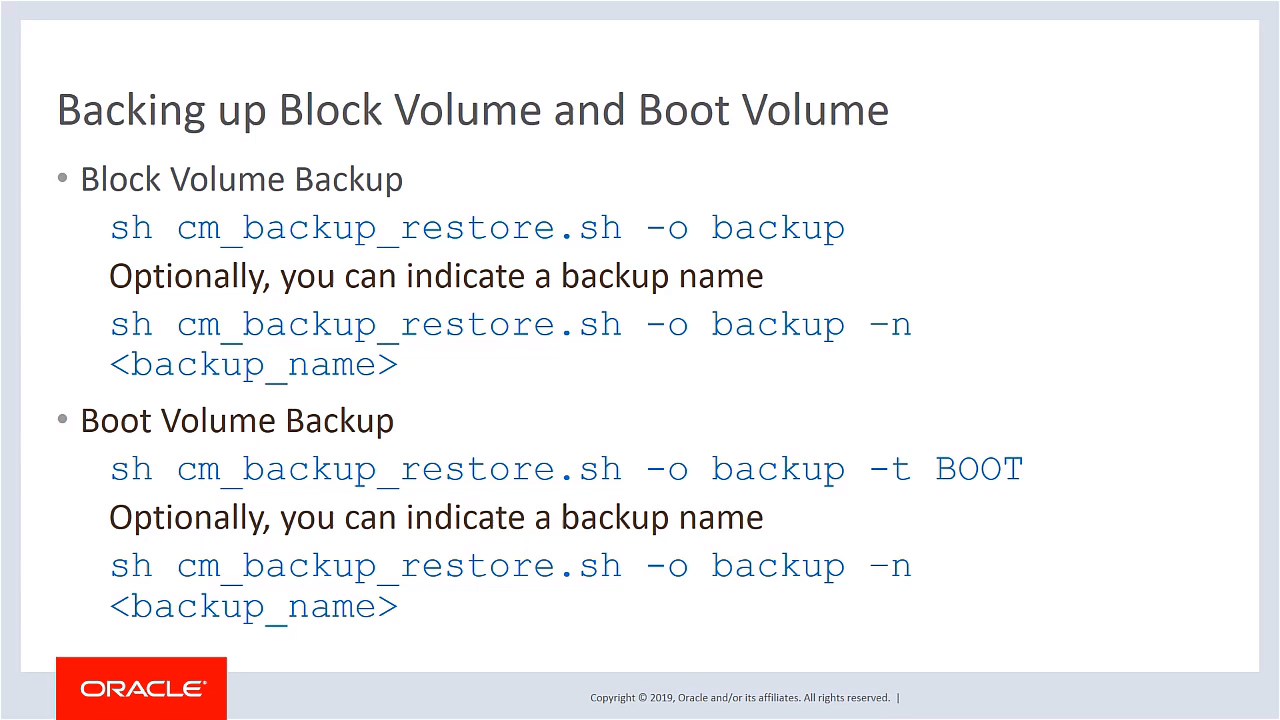 Backing up Block Volume and Boot Volume
• Block Volume Backup
sh cm_backup_restore.sh -o backup
Optionally, you can indicate a backup name
sh cm_backup_restore.sh -o backup –n
<backup_name>
• Boot Volume Backup
sh cm_backup_restore.sh -o backup -t BOOT
Optionally, you can indicate a backup name
sh cm_backup_restore.sh -o backup –n
<backup_name>
ORACLE®
Copyright © 2019, Oracle and/or its affiliates. All rights reserved. |